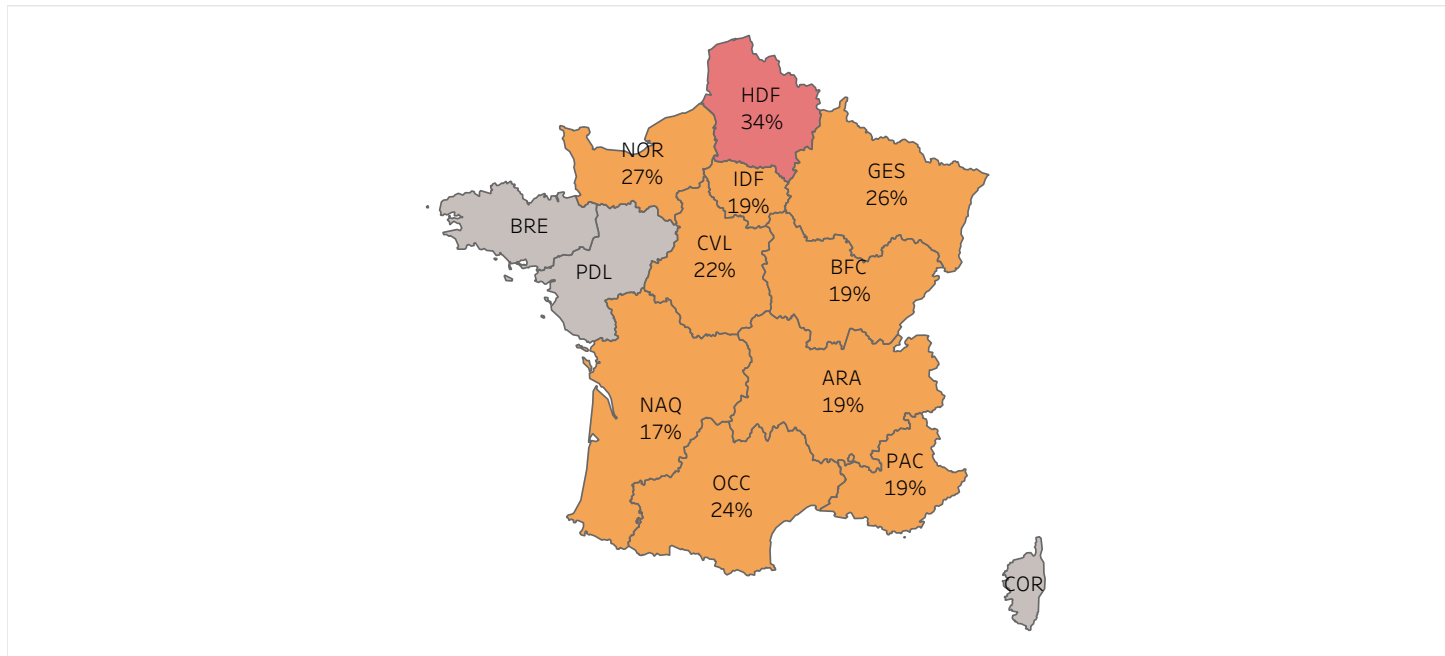 HDF
34%
NOR
27%
IDF
19%
GES
26%
BRE
CVL
22%
PDL
BFC
19%
ARA
19%
NAQ
17%
PAC
19%
OCC
24%
COR